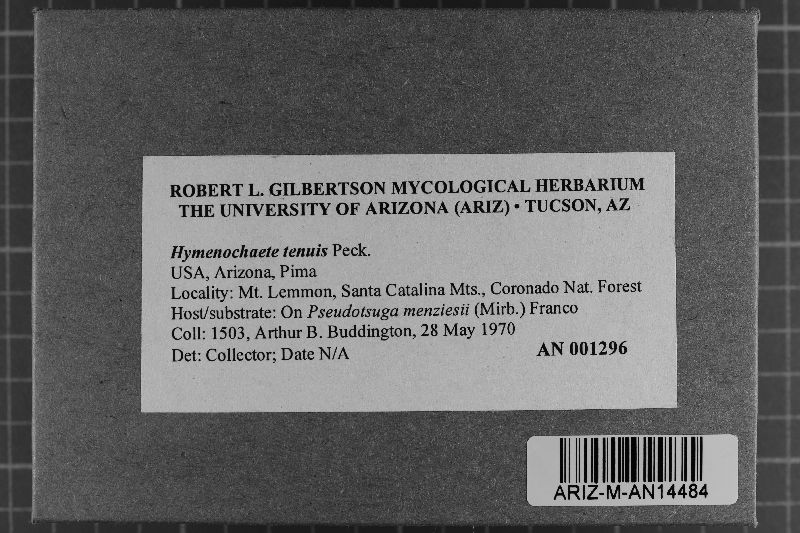 ROBERT L. GILBERTSON MYCOLOGICAL HERBARIUM
THE UNIVERSITY OF ARIZONA (ARIZ) • TUCSON, AZ
Hymenochaete tenuis Peck.
USA, Arizona, Pima
Locality: Mt. Lemmon, Santa Catalina Mts., Coronado Nat. Forest
Host/substrate: On Pseudotsuga menziesii (Mirb.) Franco
Coll: 1503, Arthur B. Buddington, 28 May 1970
Det: Collector; Date N/A
AN 001296
ARIZ-M-AN14484